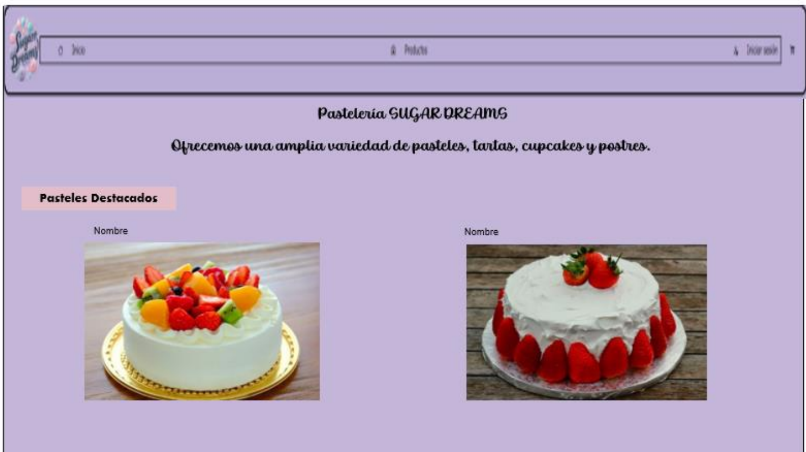 Sugar
Dreams
Inicio
Productos
Iniciar sesión
Pastelería SUGAR DREAMS
Ofrecemos una amplia variedad de pasteles, tartas, cupcakes y postres.
Pasteles Destacados
Nombre
Nombre